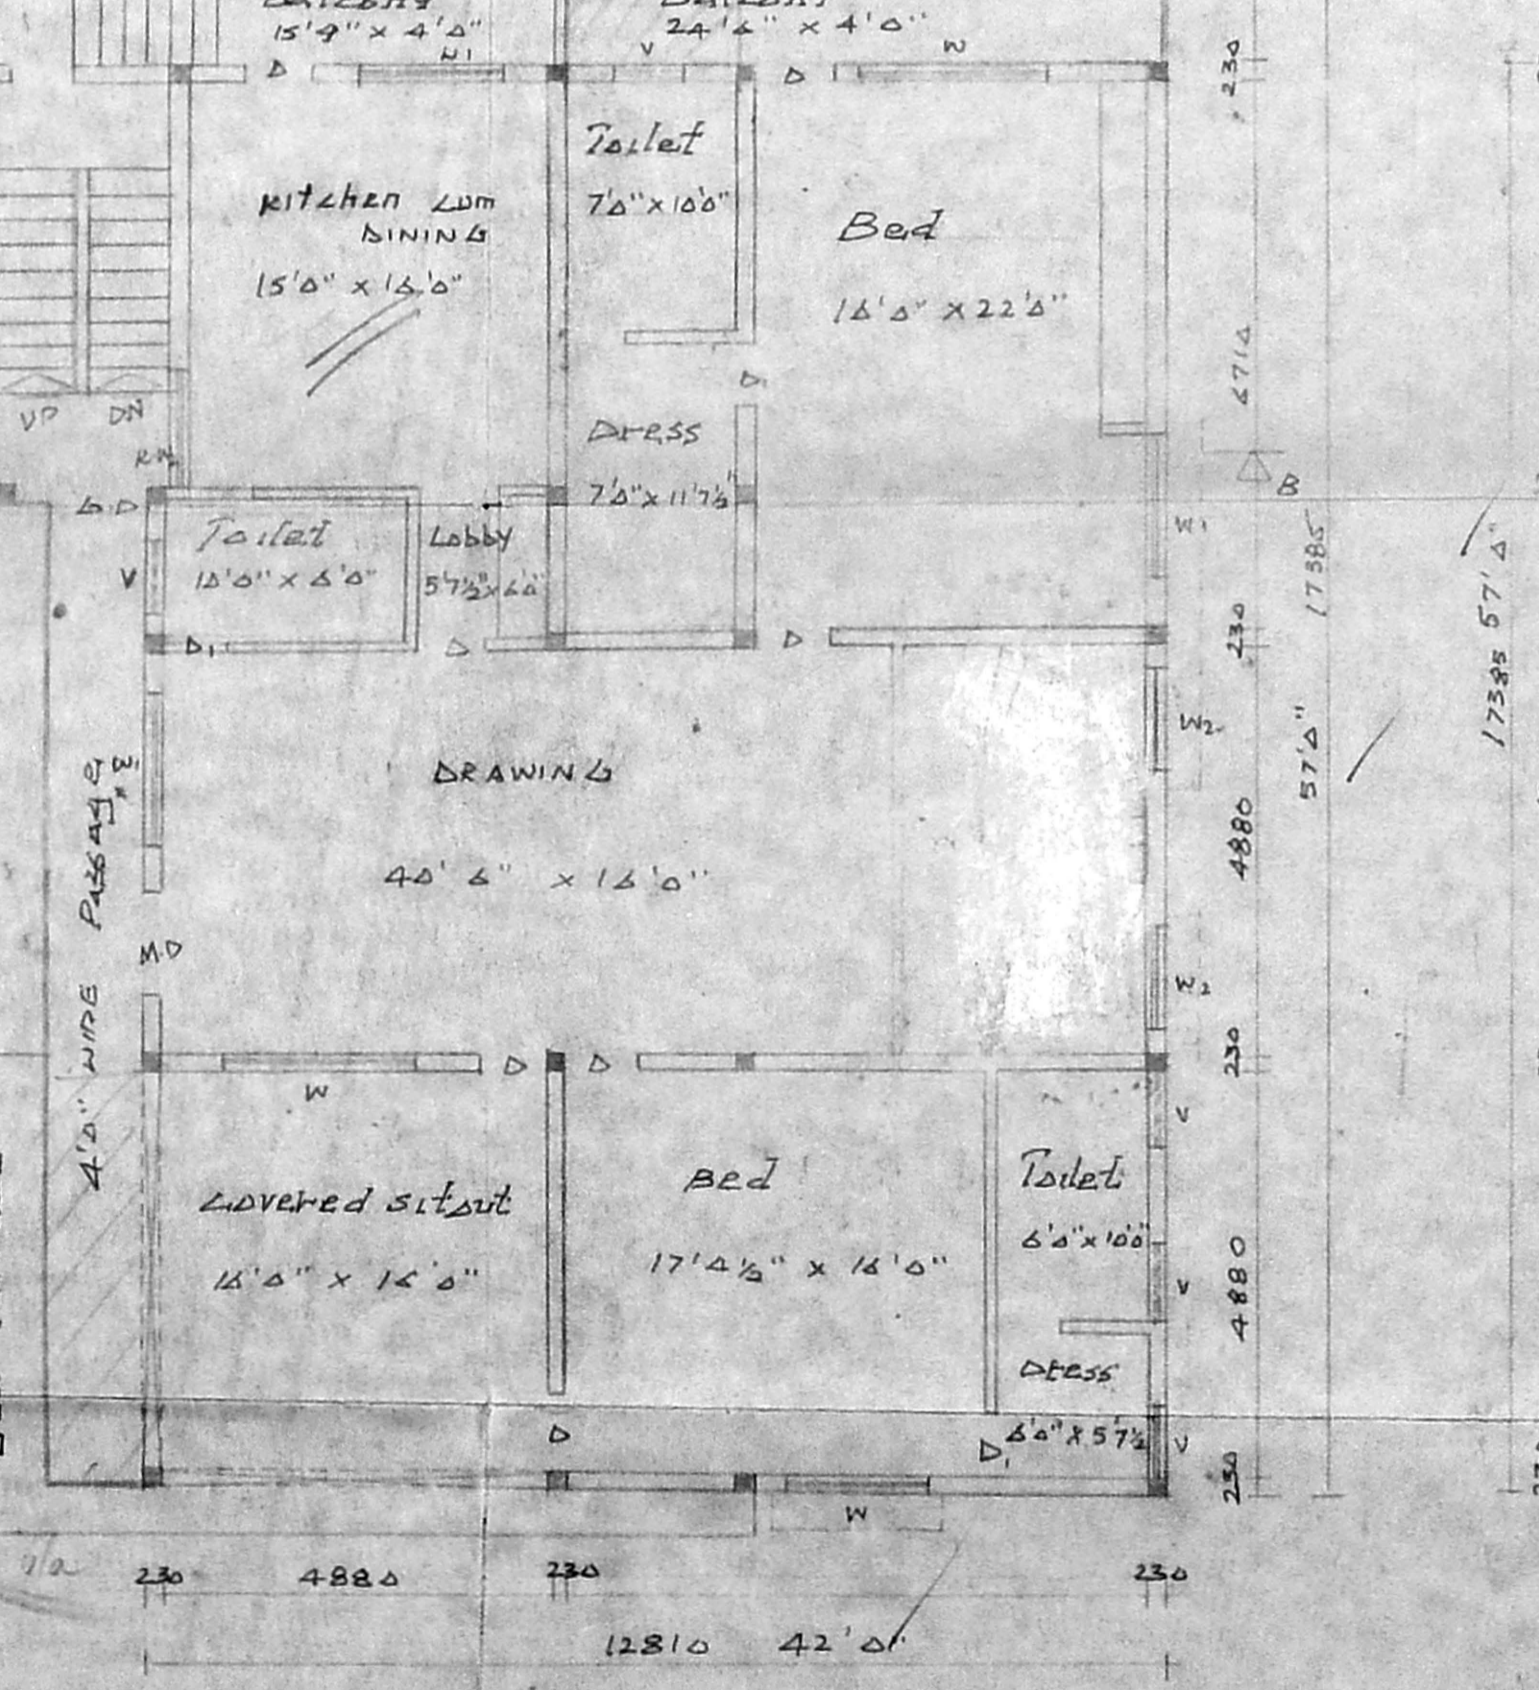 15'9" x 4'0"
24'6" x 4'0"
W1
V
W
D
D
230
Toilet
7'0" x 10'0"
Kitchen cum
DINING
15'0" x 16'0"
Bed
16'0" x 22'0"
6710
D1
UP
DN
Dress
7'0" x 11'7½"
B
G.D
Toilet
10'0" x 6'0"
Lobby
5'7½" x 6'0"
V
W1
17385
17385 57'0"
D1
D
D
230
W2
57'0"
DRAWING
40'6" x 16'0"
4880
4'0" WIDE Passage
M.D
W2
D
D
230
W
V
Covered Sitout
16'0" x 16'0"
Bed
17'4½" x 16'0"
Toilet
6'0" x 10'0"
V
4880
Dress
6'0" x 5'7½
D
D1
V
230
W
230
4880
230
230
12810 42'0"